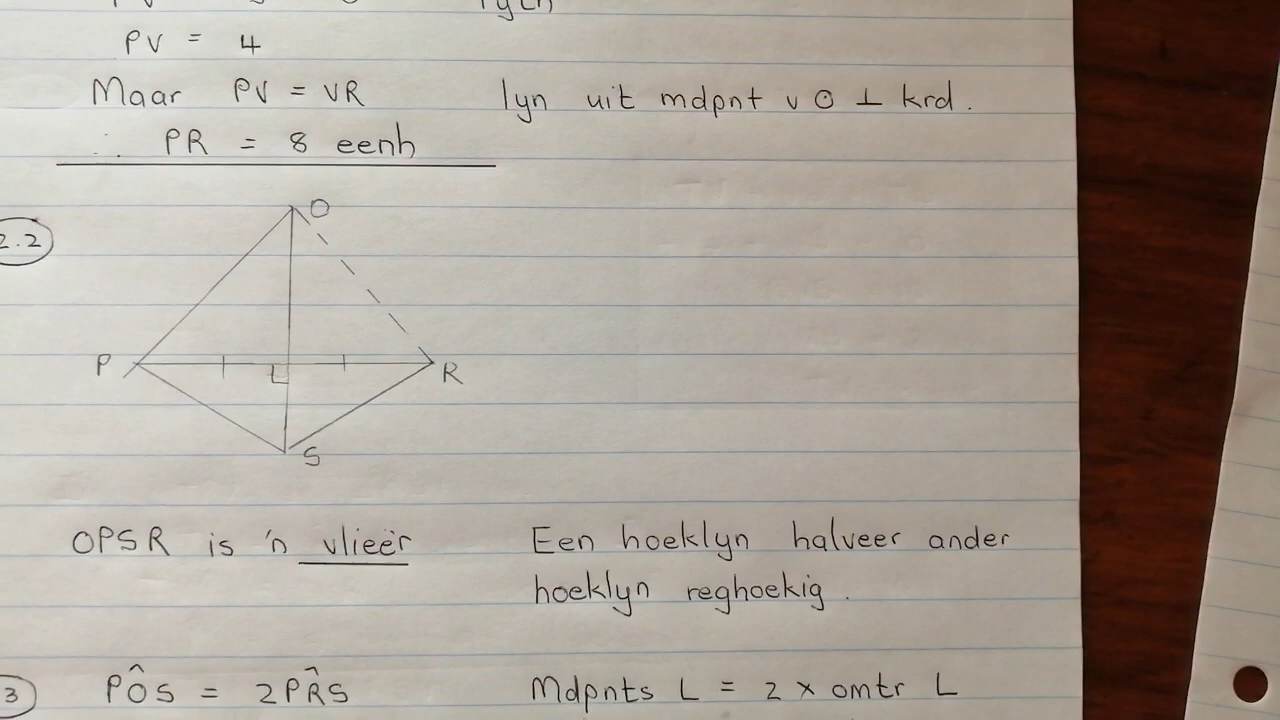 PV = 4
Maar PV = VR lyn uit mdpnt v ⊙ ⊥ krd.
∴ PR = 8 eenh
2.2
O
P
R
S
OPSR is 'n vlieër Een hoeklyn halveer ander
hoeklyn reghoekig.
3 PÔS = 2PR̂S Mdpnts L = 2 x omtr L